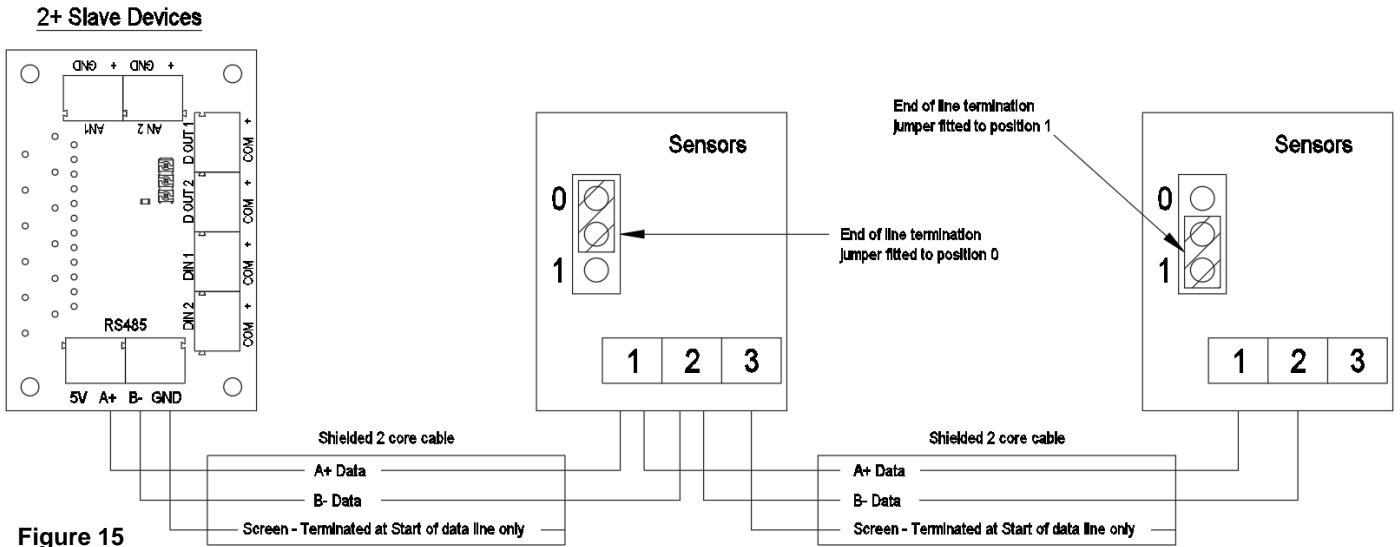 2+ Slave Devices
GND + GND +
AN1 AN 2
D OUT 1
COM +
D OUT 2
COM +
DIN 1
COM +
DIN 2
COM +
RS485
5V A+ B- GND
Sensors
0
1
End of line termination
jumper fitted to position 0
1 2 3
End of line termination
jumper fitted to position 1
Sensors
0
1
1 2 3
Shielded 2 core cable
A+ Data
B- Data
Screen - Terminated at Start of data line only
Shielded 2 core cable
A+ Data
B- Data
Screen - Terminated at Start of data line only
Figure 15